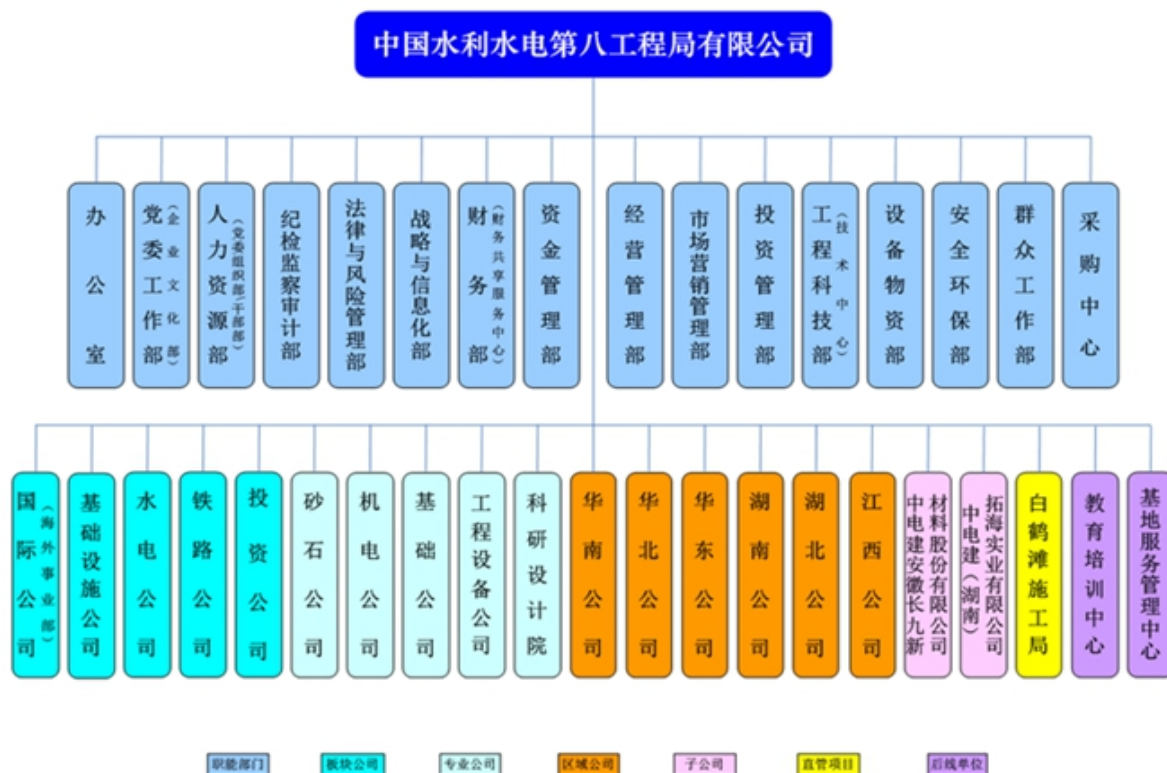 中国水利水电第八工程局有限公司
办公室
党委工作部
（企业文化部）
人力资源部
（党委组织部/干部部）
纪检监察审计部
法律与风险管理部
战略与信息化部
财务部
（财务共享服务中心）
资金管理部
经营管理部
市场营销管理部
投资管理部
工程科技部
（技术中心）
设备物资部
安全环保部
群众工作部
采购中心
国际公司
（海外事业部）
基础设施公司
水电公司
铁路公司
投资公司
砂石公司
机电公司
基础公司
工程设备公司
科研设计院
华南公司
华北公司
华东公司
湖南公司
湖北公司
江西公司
中电建安徽长九新
材料股份有限公司
中电建（湖南）
拓海实业有限公司
白鹤滩施工局
教育培训中心
基地服务管理中心
职能部门
板块公司
专业公司
区域公司
子公司
直管项目
后线单位